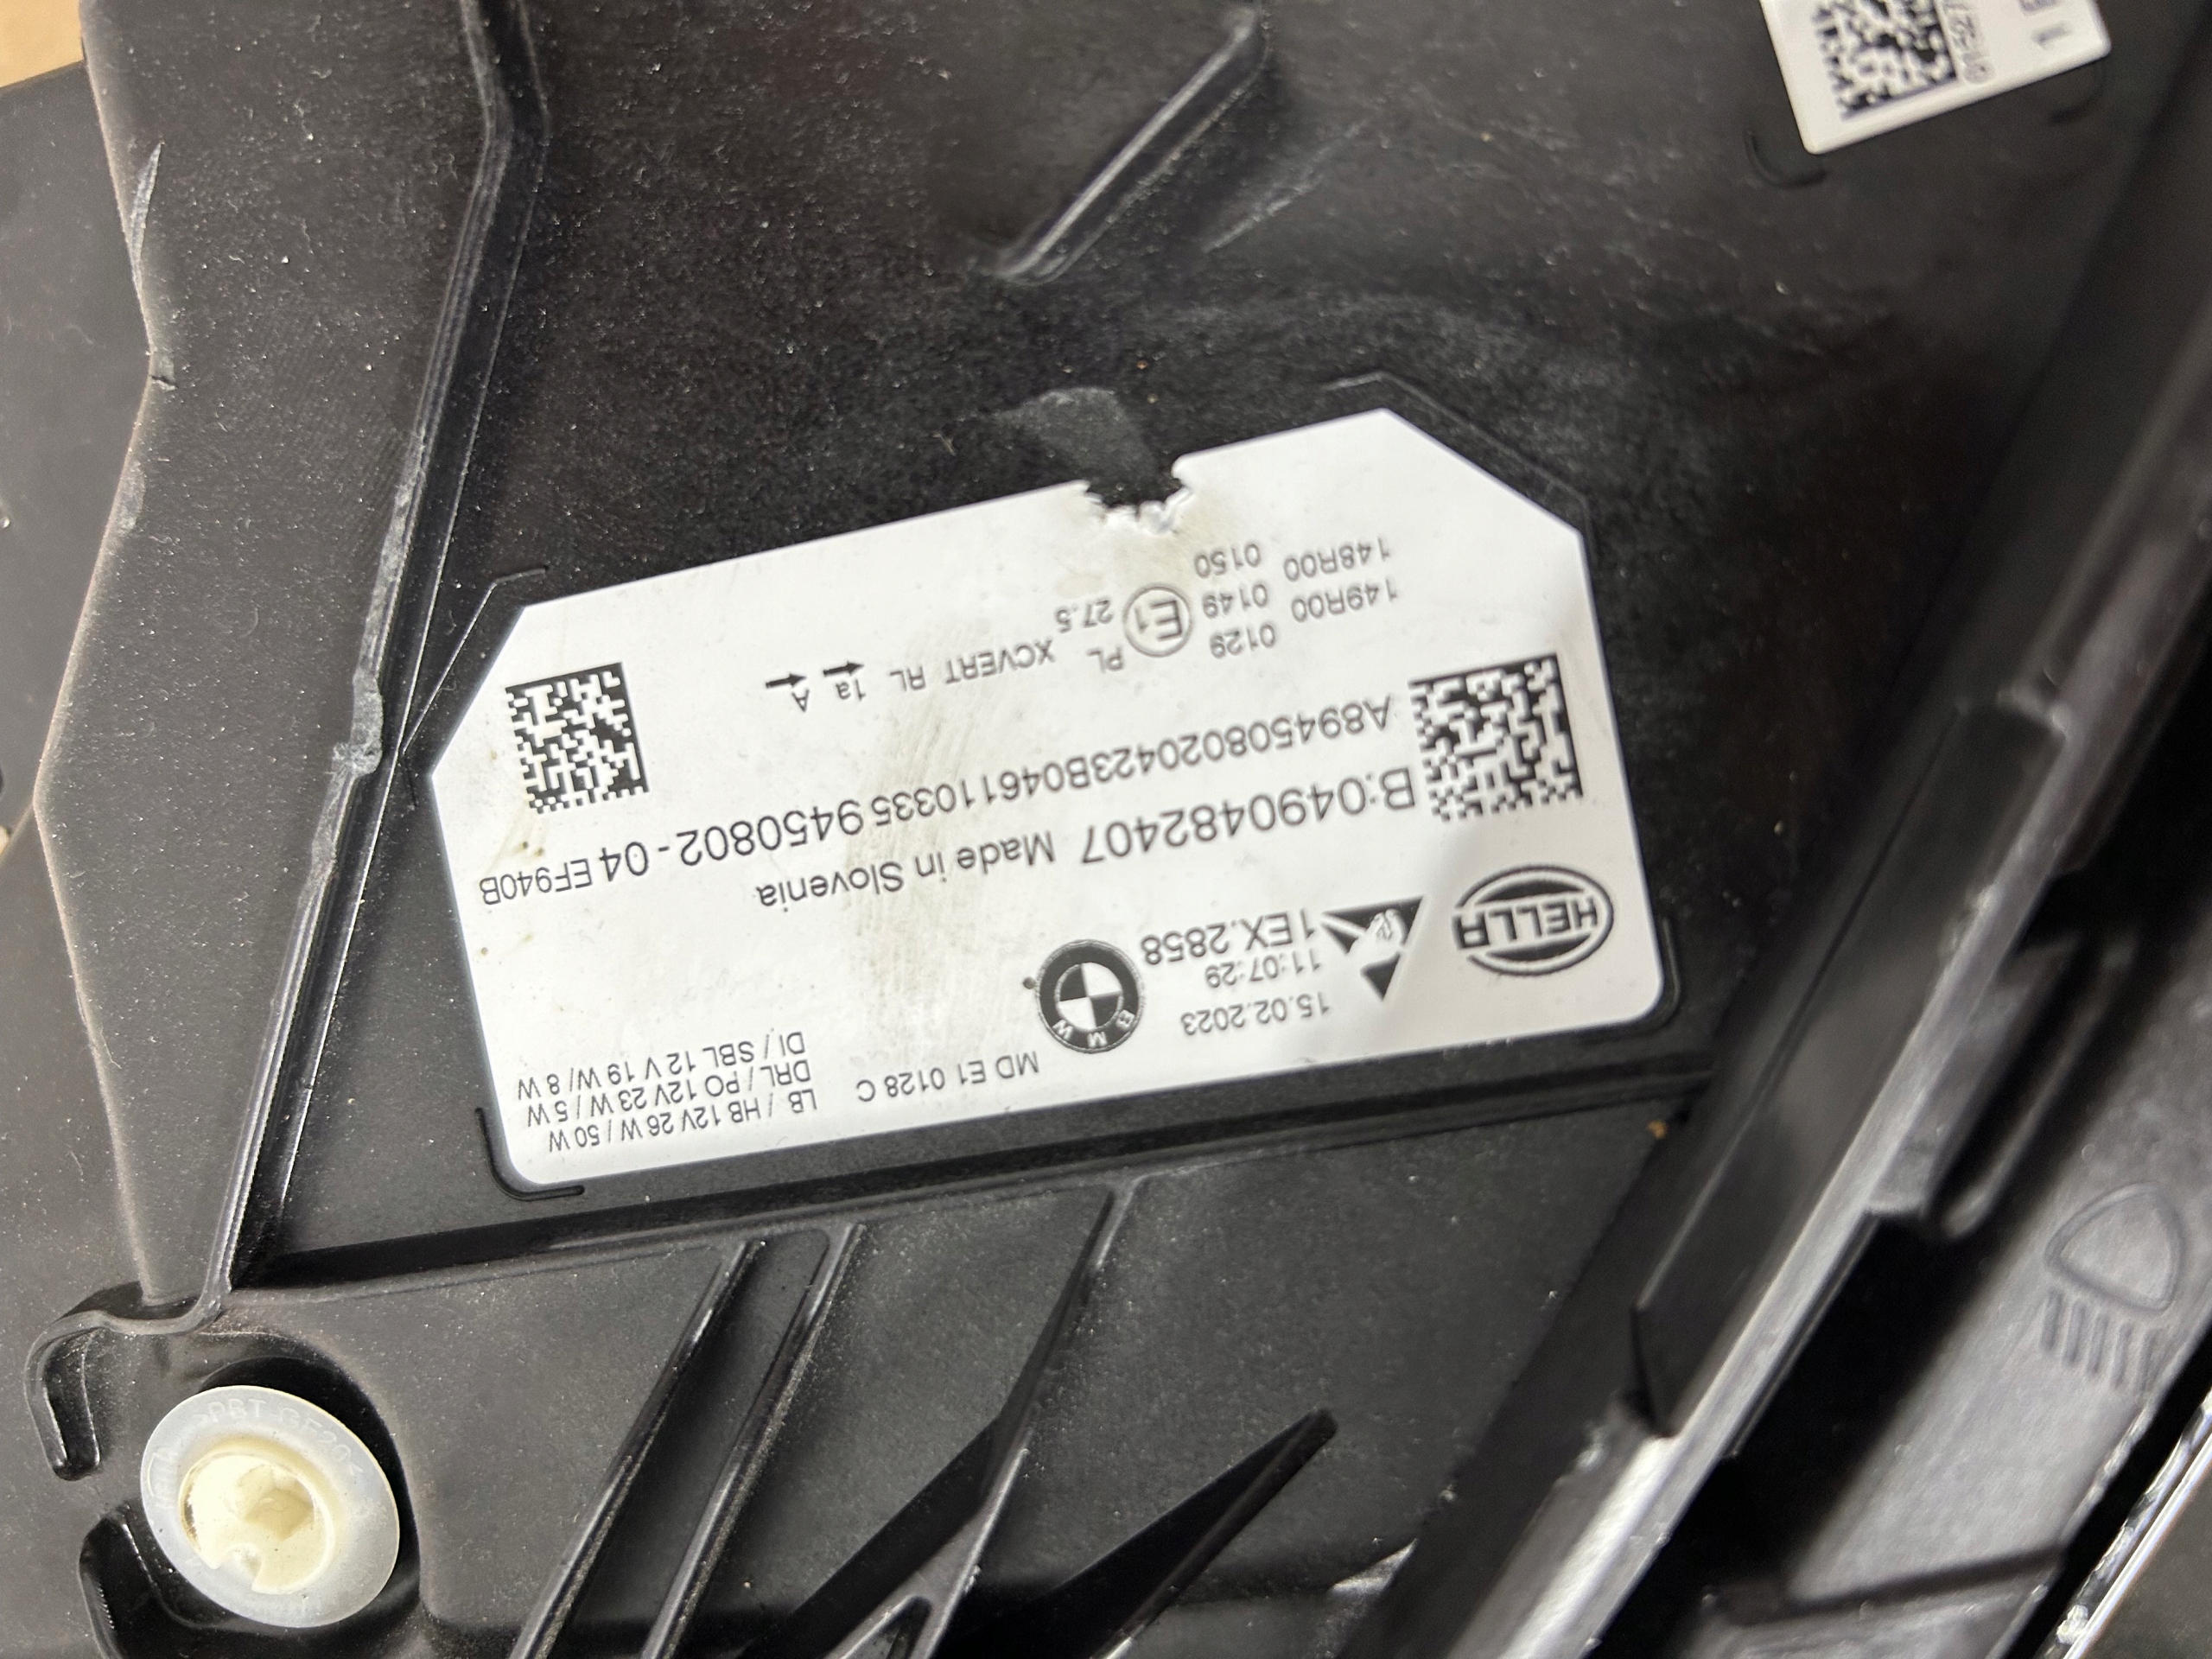 HELLA
15.02.2023
11:07:29
1EX.2858
BMW
MD E1 0128 C
LB / HB 12V 26 W / 50 W
DRL / PO 12V 23 W / 5 W
DI / SBL 12 V 19 W/ 8 W
B:0490482407 Made in Slovenia
A894508020423B046110335 9450802 - 04 EF940B
0129 PL XCVERT RL 1a A
149R00 0149 E1 27.5
148R00 0150